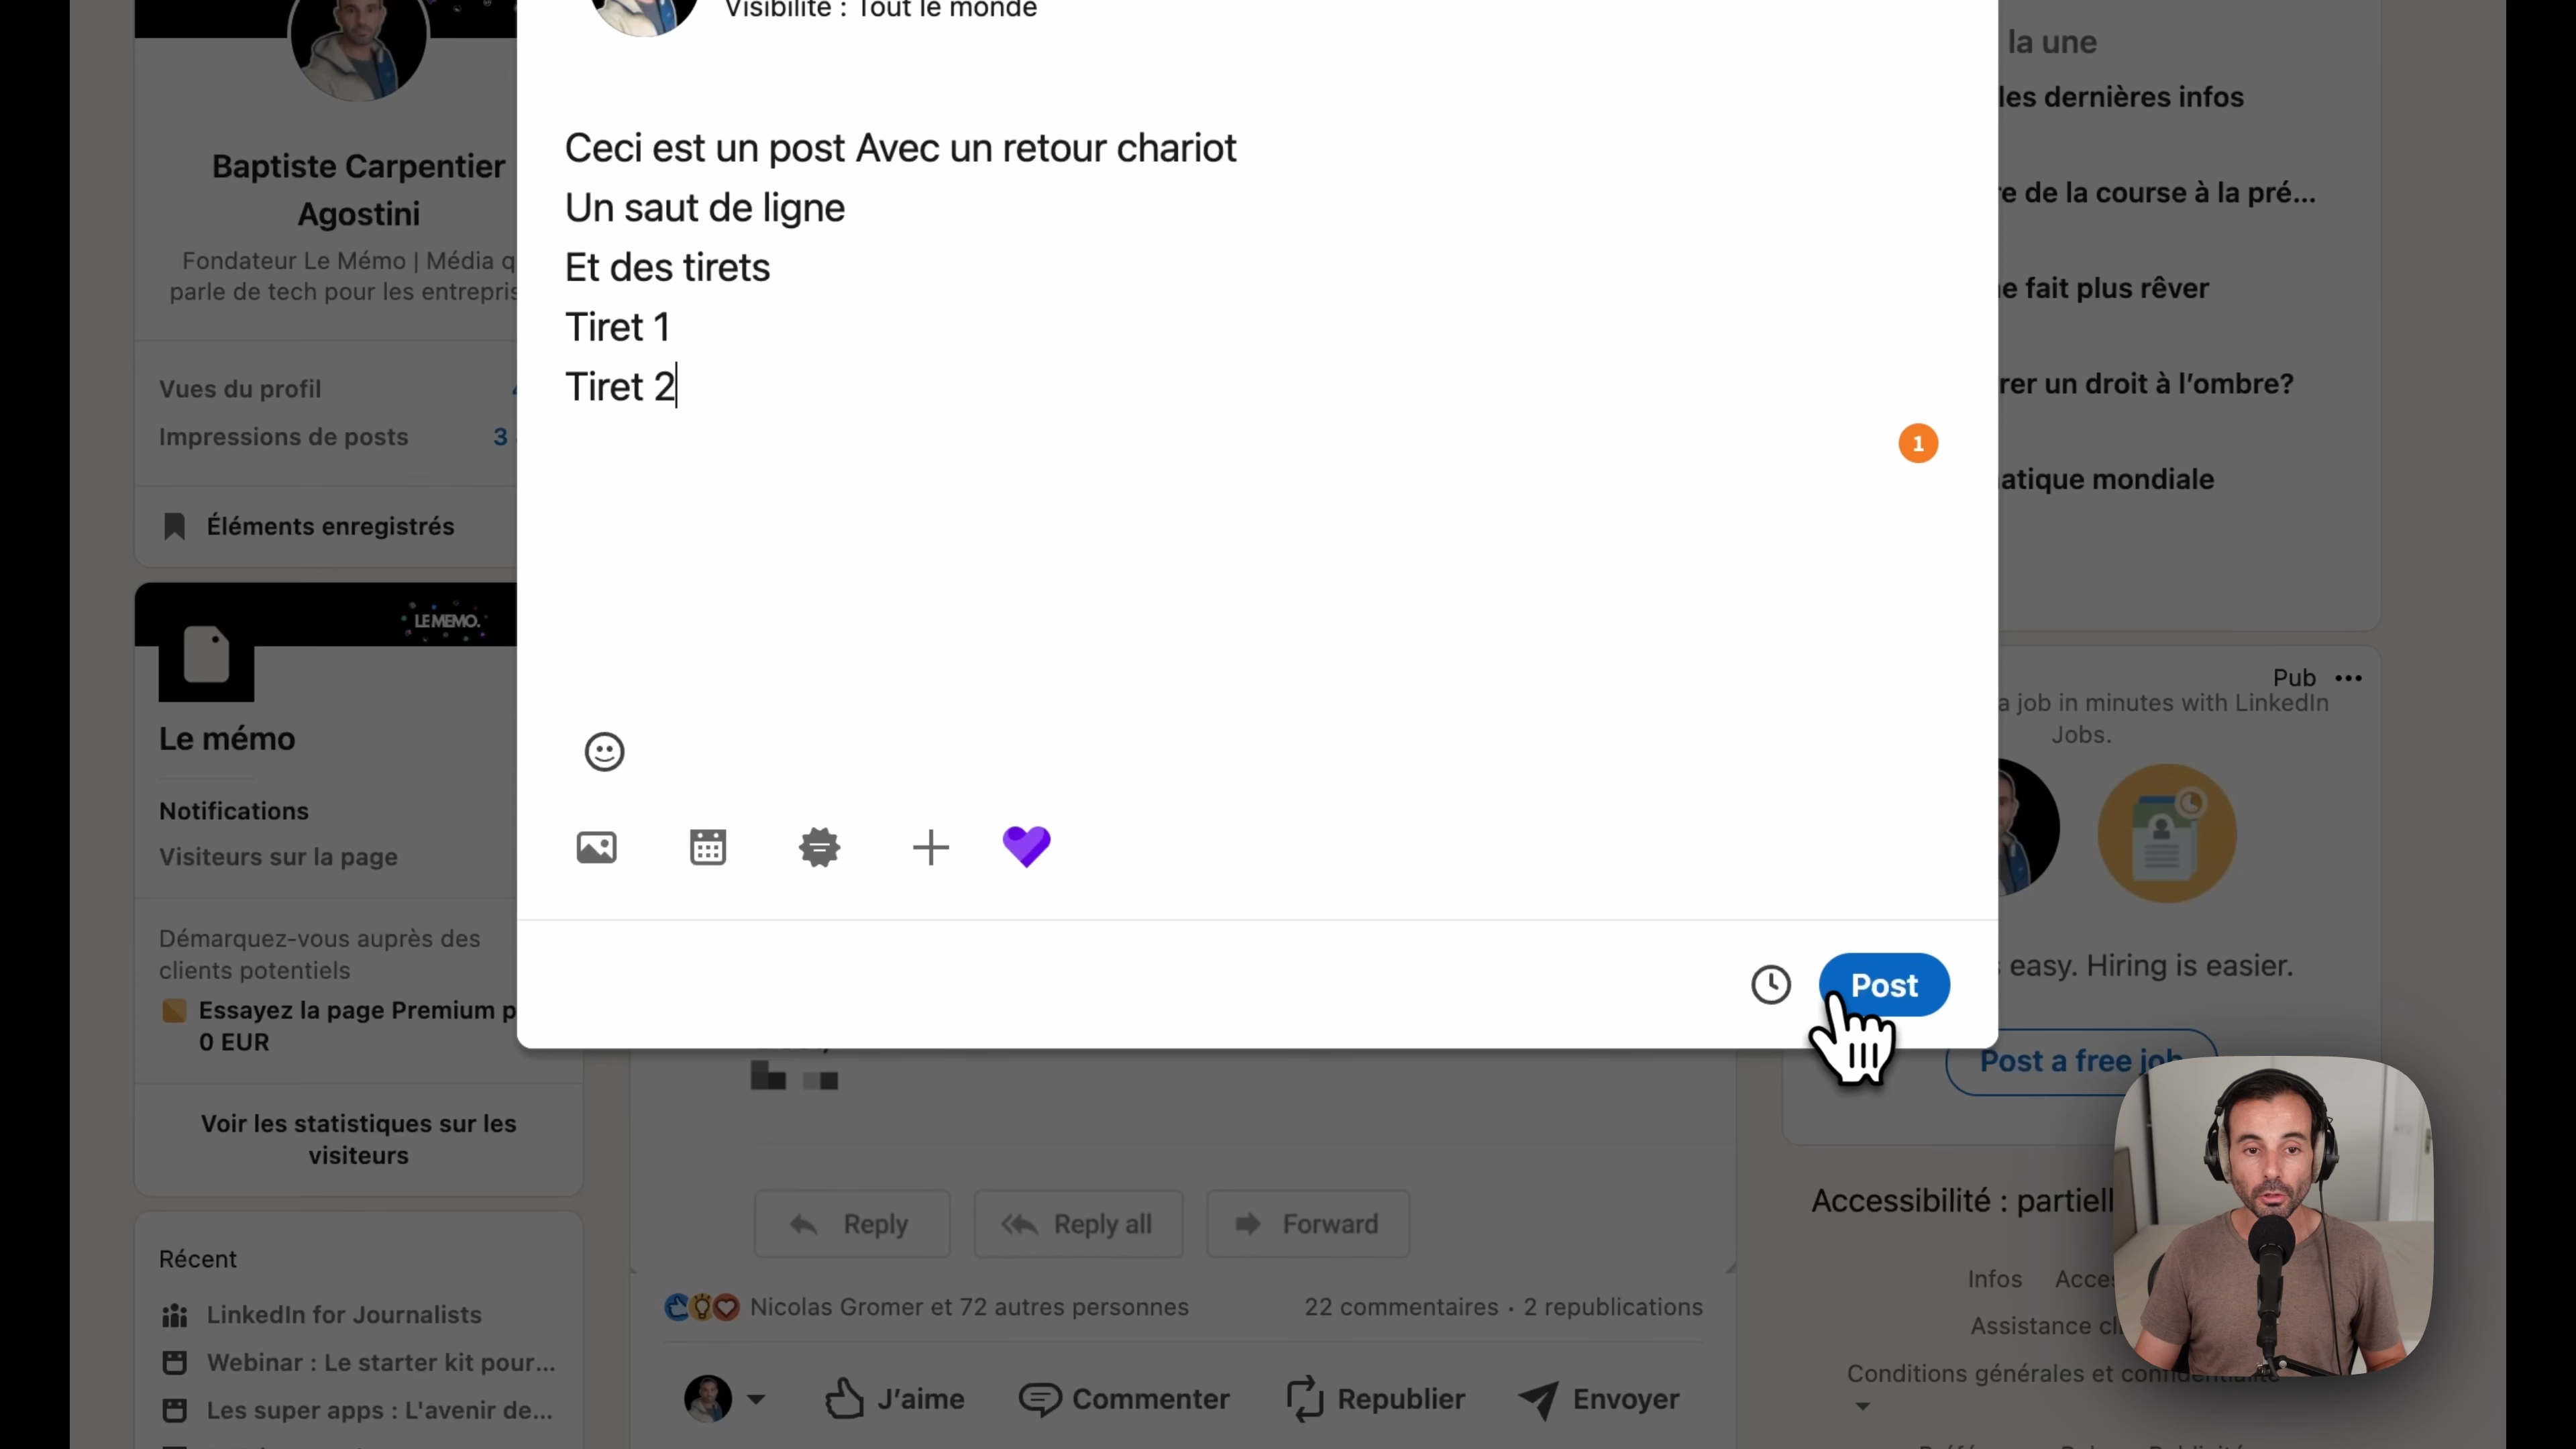 Visibilité : Tout le monde
Ceci est un post Avec un retour chariot
Un saut de ligne
Et des tirets
Tiret 1
Tiret 2
1
Post
Baptiste Carpentier
Agostini
Fondateur Le Mémo | Média q
parle de tech pour les entrepris
Vues du profil
Impressions de posts 3
Éléments enregistrés
LE MEMO.
Le mémo
Notifications
Visiteurs sur la page
Démarquez-vous auprès des
clients potentiels
Essayez la page Premium p
0 EUR
Voir les statistiques sur les
visiteurs
Récent
LinkedIn for Journalists
Webinar : Le starter kit pour...
Les super apps : L'avenir de...
Reply Reply all Forward
Nicolas Gromer et 72 autres personnes 22 commentaires • 2 republications
J'aime Commenter Republier Envoyer
la une
les dernières infos
e de la course à la pré...
e fait plus rêver
rer un droit à l'ombre?
atique mondiale
Pub
a job in minutes with LinkedIn
Jobs.
easy. Hiring is easier.
Post a free job
Accessibilité : partiell
Infos Acces
Assistance cl
Conditions générales et confidentialité